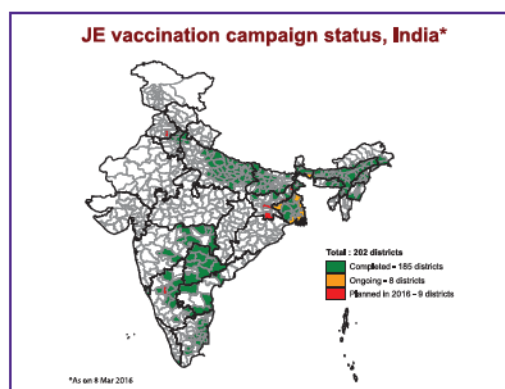 JE vaccination campaign status, India*
Total : 202 districts
Completed - 185 districts
Ongoing - 8 districts
Planned in 2016 - 9 districts
*As on 8 Mar 2016